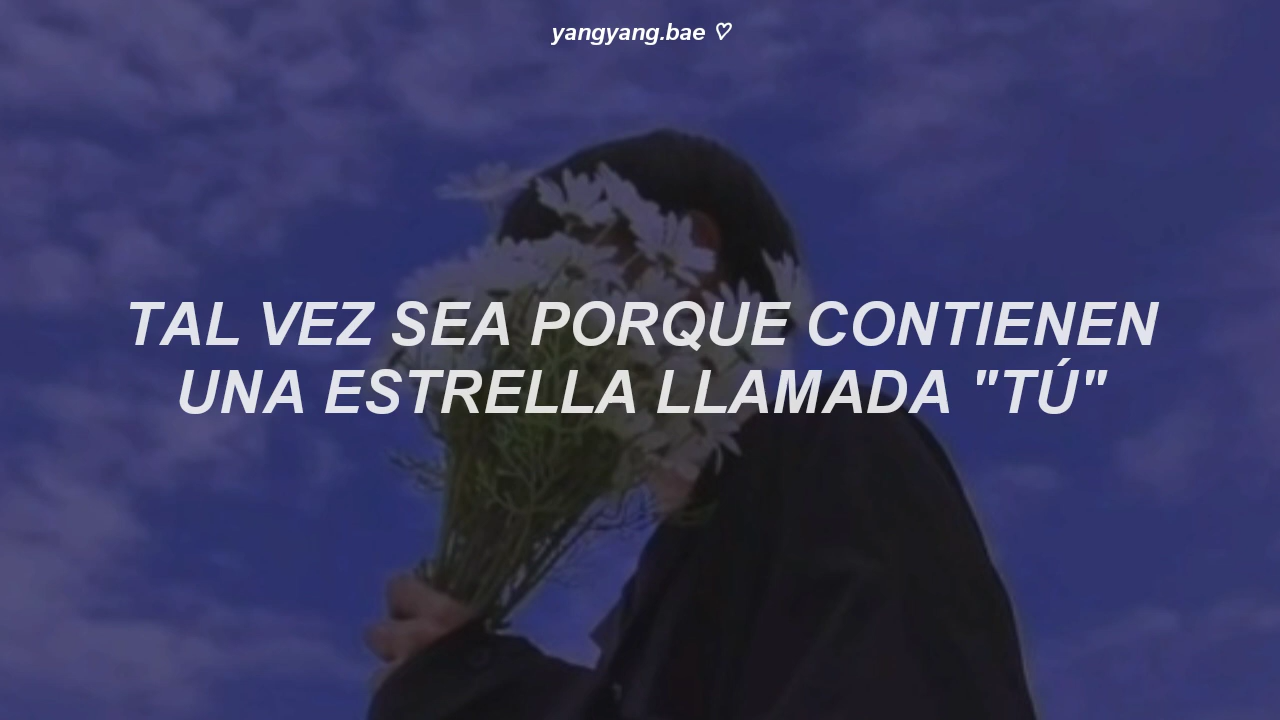 yangyang.bae ♡
TAL VEZ SEA PORQUE CONTIENEN
UNA ESTRELLA LLAMADA "TÚ"